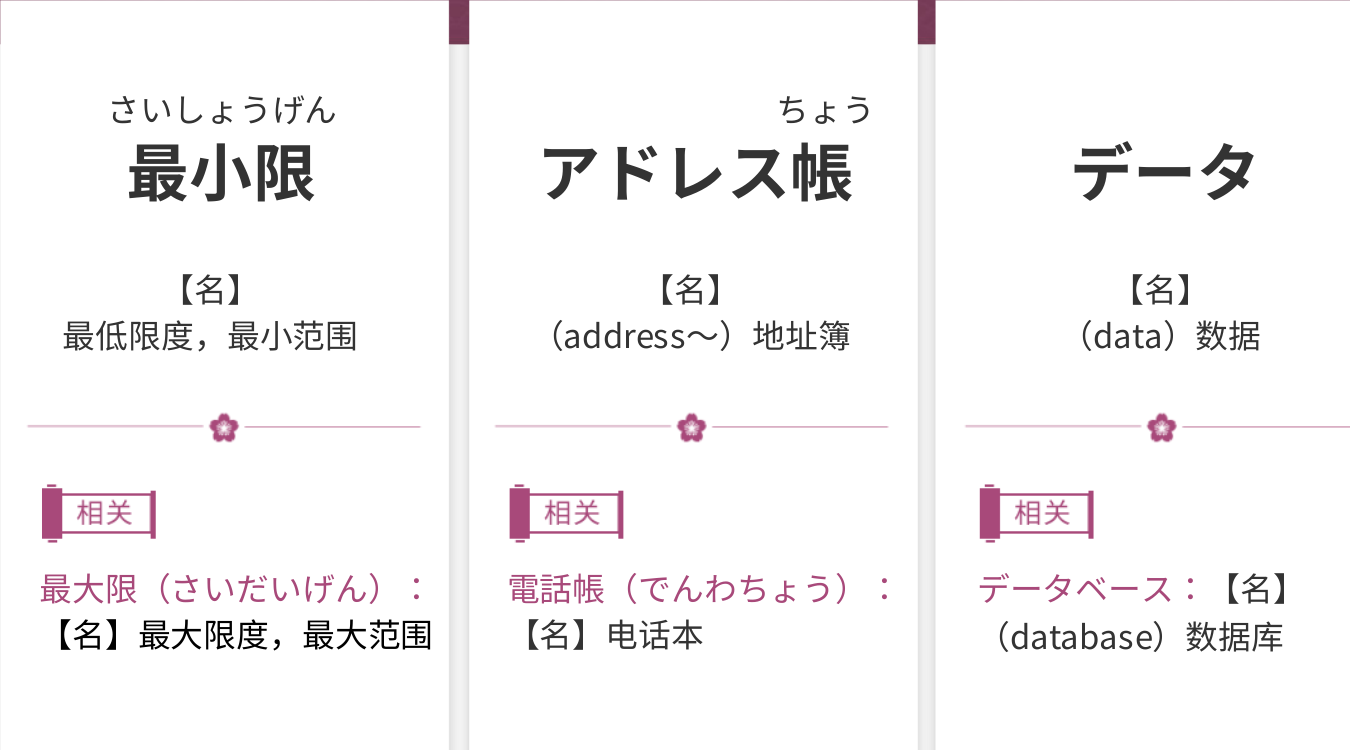 さいしょうげん
最小限
【名】
最低限度，最小范围
相关
最大限（さいだいげん）：
【名】最大限度，最大范围
ちょう
アドレス帳
【名】
（address～）地址簿
相关
電話帳（でんわちょう）：
【名】电话本
データ
【名】
（data）数据
相关
データベース：【名】
（database）数据库